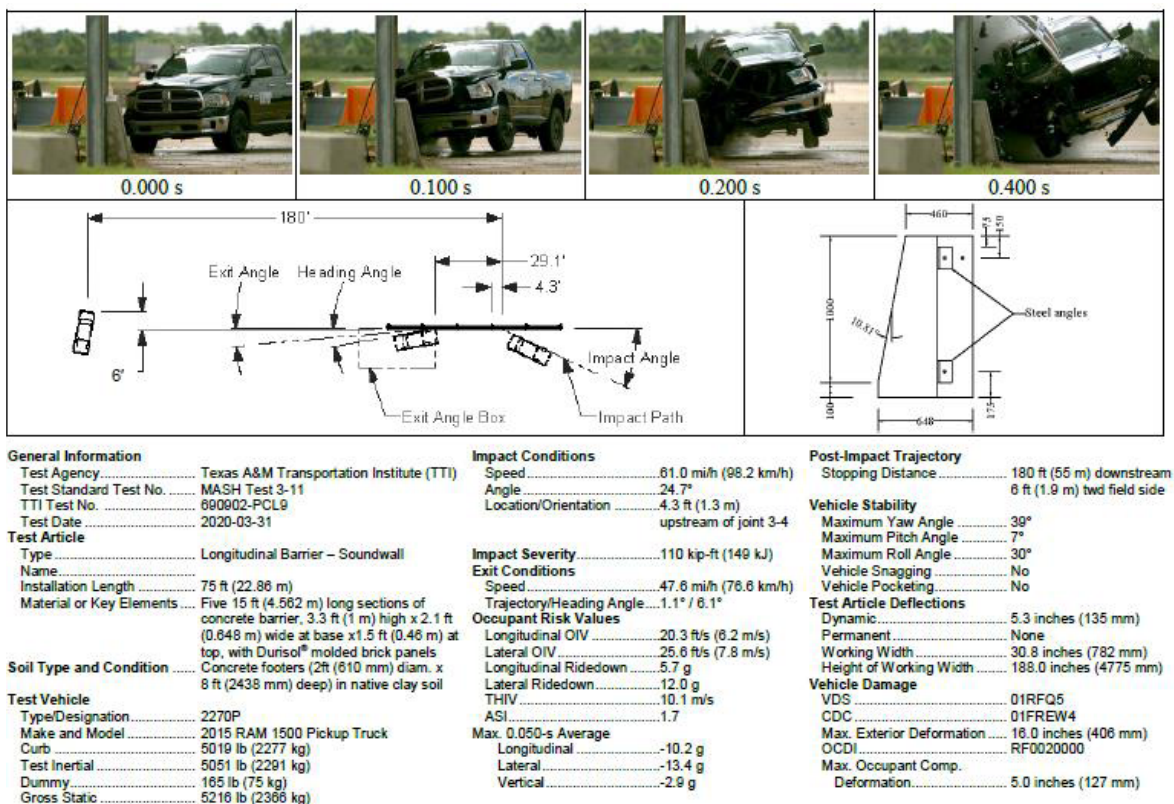 0.000 s
0.100 s
0.200 s
0.400 s
180'
29.1'
4.3'
Exit Angle
Heading Angle
Impact Angle
6'
Exit Angle Box
Impact Path
460
75
150
1000
10.81
Steel angles
100
175
648
General Information
Test Agency.................. Texas A&M Transportation Institute (TTI)
Test Standard Test No. ...... MASH Test 3-11
TTI Test No. .................. 690902-PCL9
Test Date ..................... 2020-03-31
Test Article
Type ........................... Longitudinal Barrier – Soundwall
Name...........................
Installation Length ........... 75 ft (22.86 m)
Material or Key Elements .... Five 15 ft (4.562 m) long sections of
concrete barrier, 3.3 ft (1 m) high x 2.1 ft
(0.648 m) wide at base x1.5 ft (0.46 m) at
top, with Durisol® molded brick panels
Soil Type and Condition ..... Concrete footers (2ft (610 mm) diam. x
8 ft (2438 mm) deep) in native clay soil
Test Vehicle
Type/Designation.............. 2270P
Make and Model ............... 2015 RAM 1500 Pickup Truck
Curb ........................... 5019 lb (2277 kg)
Test Inertial ................... 5051 lb (2291 kg)
Dummy......................... 165 lb (75 kg)
Gross Static ................... 5216 lb (2366 kg)
Impact Conditions
Speed...........................61.0 mi/h (98.2 km/h)
Angle ...........................24.7°
Location/Orientation ..........4.3 ft (1.3 m)
upstream of joint 3-4
Impact Severity.................110 kip-ft (149 kJ)
Exit Conditions
Speed...........................47.6 mi/h (76.6 km/h)
Trajectory/Heading Angle....1.1° / 6.1°
Occupant Risk Values
Longitudinal OIV ...............20.3 ft/s (6.2 m/s)
Lateral OIV.....................25.6 ft/s (7.8 m/s)
Longitudinal Ridedown.......5.7 g
Lateral Ridedown..............12.0 g
THIV ............................10.1 m/s
ASI..............................1.7
Max. 0.050-s Average
Longitudinal ..................-10.2 g
Lateral.........................-13.4 g
Vertical........................-2.9 g
Post-Impact Trajectory
Stopping Distance............. 180 ft (55 m) downstream
6 ft (1.9 m) twd field side
Vehicle Stability
Maximum Yaw Angle .......... 39°
Maximum Pitch Angle ......... 7°
Maximum Roll Angle .......... 30°
Vehicle Snagging ............. No
Vehicle Pocketing............. No
Test Article Deflections
Dynamic........................ 5.3 inches (135 mm)
Permanent ..................... None
Working Width ................. 30.8 inches (782 mm)
Height of Working Width ...... 188.0 inches (4775 mm)
Vehicle Damage
VDS ............................ 01RFQ5
CDC ............................ 01FREW4
Max. Exterior Deformation .... 16.0 inches (406 mm)
OCDI ........................... RF0020000
Max. Occupant Comp.
Deformation................... 5.0 inches (127 mm)